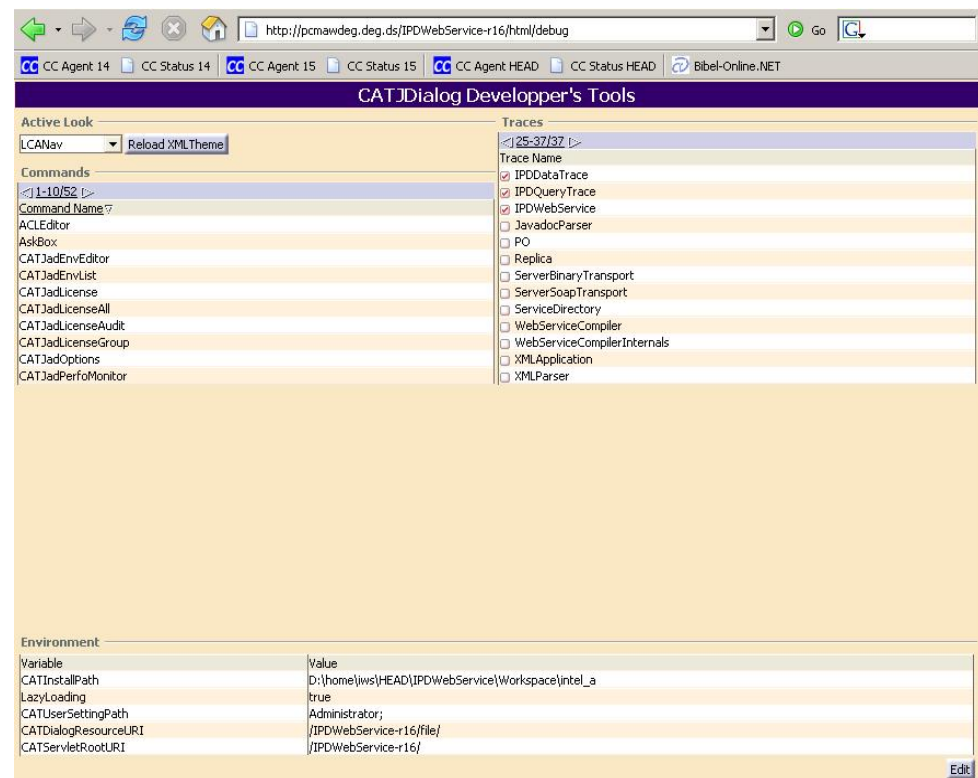 http://pcmawdeg.deg.ds/IPDWebService-r16/html/debug
Go
G
CC Agent 14 CC Status 14 CC Agent 15 CC Status 15 CC Agent HEAD CC Status HEAD Bibel-Online.NET
CATJDialog Developper's Tools
Active Look
LCANav Reload XMLTheme
Commands
1-10/52
Command Name
ACLEditor
AskBox
CATJadEnvEditor
CATJadEnvList
CATJadLicense
CATJadLicenseAll
CATJadLicenseAudit
CATJadLicenseGroup
CATJadOptions
CATJadPerfoMonitor
Traces
25-37/37
Trace Name
IPDDataTrace
IPDQueryTrace
IPDWebService
JavadocParser
PO
Replica
ServerBinaryTransport
ServerSoapTransport
ServiceDirectory
WebServiceCompiler
WebServiceCompilerInternals
XMLApplication
XMLParser
Environment
Variable Value
CATInstallPath D:\home\iws\HEAD\IPDWebService\Workspace\intel_a
LazyLoading true
CATUserSettingPath Administrator;
CATDialogResourceURI /IPDWebService-r16/file/
CATServletRootURI /IPDWebService-r16/
Edit